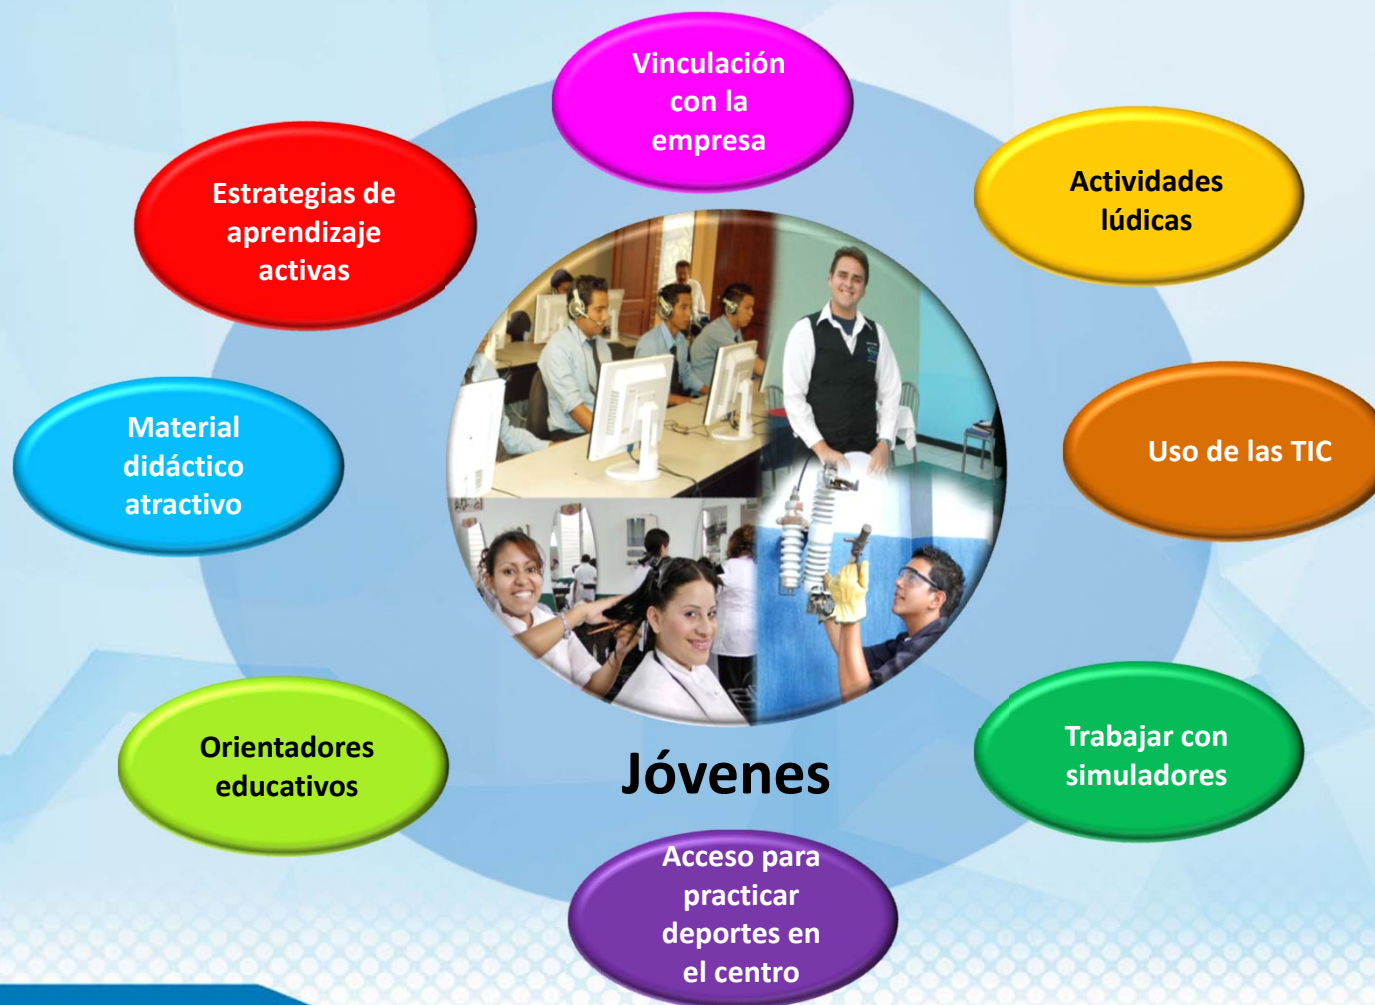 Vinculación
con la
empresa
Actividades
lúdicas
Uso de las TIC
Trabajar con
simuladores
Acceso para
practicar
deportes en
el centro
Orientadores
educativos
Material
didáctico
atractivo
Estrategias de
aprendizaje
activas
Jóvenes